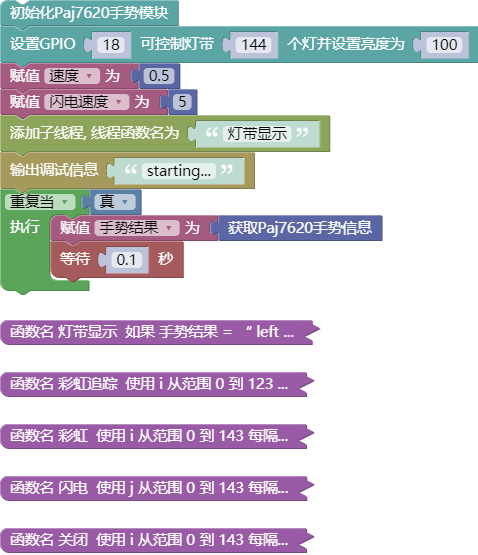 初始化Paj7620手势模块
设置GPIO 18 可控制灯带 144 个灯并设置亮度为 100
赋值 速度 为 0.5
赋值 闪电速度 为 5
添加子线程, 线程函数名为 “ 灯带显示 ”
输出调试信息 “ starting... ”
重复当 真
执行 赋值 手势结果 为 获取Paj7620手势信息
等待 0.1 秒
函数名 灯带显示 如果 手势结果 = “ left ...
函数名 彩虹追踪 使用 i 从范围 0 到 123 ...
函数名 彩虹 使用 i 从范围 0 到 143 每隔...
函数名 闪电 使用 j 从范围 0 到 143 每隔...
函数名 关闭 使用 i 从范围 0 到 143 每隔...